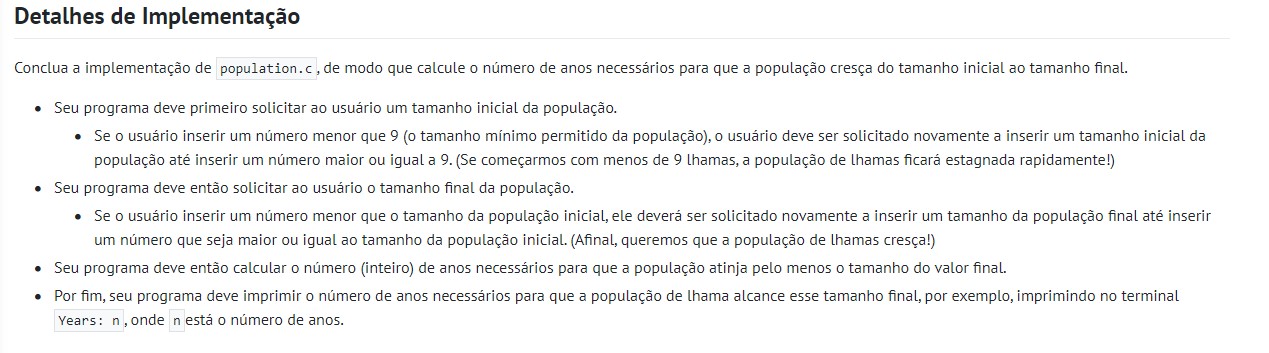 Detalhes de Implementação
Conclua a implementação de population.c, de modo que calcule o número de anos necessários para que a população cresça do tamanho inicial ao tamanho final.
• Seu programa deve primeiro solicitar ao usuário um tamanho inicial da população.
• Se o usuário inserir um número menor que 9 (o tamanho mínimo permitido da população), o usuário deve ser solicitado novamente a inserir um tamanho inicial da
população até inserir um número maior ou igual a 9. (Se começarmos com menos de 9 lhamas, a população de lhamas ficará estagnada rapidamente!)
• Seu programa deve então solicitar ao usuário o tamanho final da população.
• Se o usuário inserir um número menor que o tamanho da população inicial, ele deverá ser solicitado novamente a inserir um tamanho da população final até inserir
um número que seja maior ou igual ao tamanho da população inicial. (Afinal, queremos que a população de lhamas cresça!)
• Seu programa deve então calcular o número (inteiro) de anos necessários para que a população atinja pelo menos o tamanho do valor final.
• Por fim, seu programa deve imprimir o número de anos necessários para que a população de lhama alcance esse tamanho final, por exemplo, imprimindo no terminal
Years: n, onde n está o número de anos.